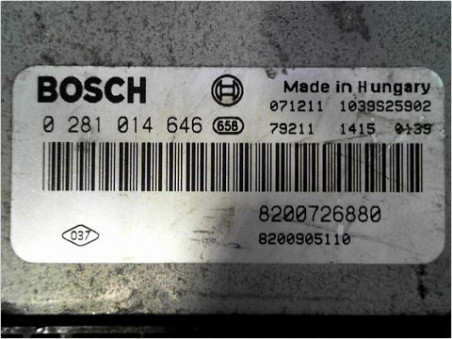 BOSCH
Made in Hungary
071211 1039S25902
0 281 014 646 658
79211 1415 0139
8200726880
037
8200905110